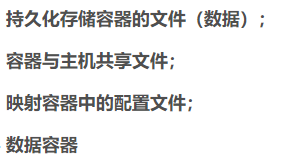 持久化存储容器的文件（数据）；
容器与主机共享文件；
映射容器中的配置文件；
数据容器